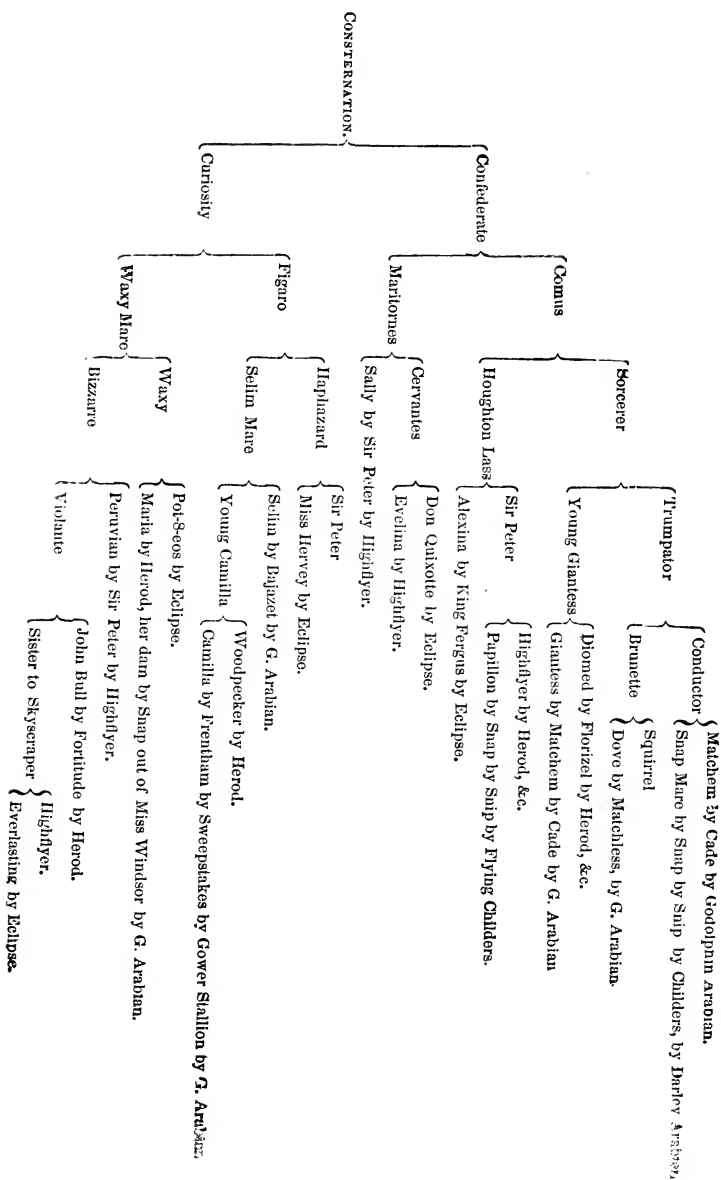 Matchem by Cade by Godolphin Arabian.
Conductor
Snap Mare by Snap by Snip by Childers, by Darley Arabian.
Trumpator
Squirrel
Brunette
Sorcerer
Dove by Matchless, by G. Arabian.
Diomed by Florizel by Herod, &c.
Young Giantess
Comus
Giantess by Matchem by Cade by G. Arabian
Highflyer by Herod, &c.
Sir Peter
Papillon by Snap by Snip by Flying Childers.
Houghton Lass
Confederate
Alexina by King Fergus by Eclipse.
Don Quixotte by Eclipse.
Cervantes
Evelina by Highflyer.
Maritornes
Sally by Sir Peter by Highflyer.
CONSTERNATION.
Sir Peter
Haphazard
Miss Hervey by Eclipse.
Figaro
Selim by Bajazet by G. Arabian.
Selim Mare
Woodpecker by Herod.
Young Camilla
Curiosity
Camilla by Frentham by Sweepstakes by Gower Stallion by G. Arabian.
Pot-8-eos by Eclipse.
Waxy
Maria by Herod, her dam by Snap out of Miss Windsor by G. Arabian.
Waxy Mare
Peruvian by Sir Peter by Highflyer.
Bizzarre
John Bull by Fortitude by Herod.
Violante
Highflyer.
Sister to Skyscraper
Everlasting by Eclipse.